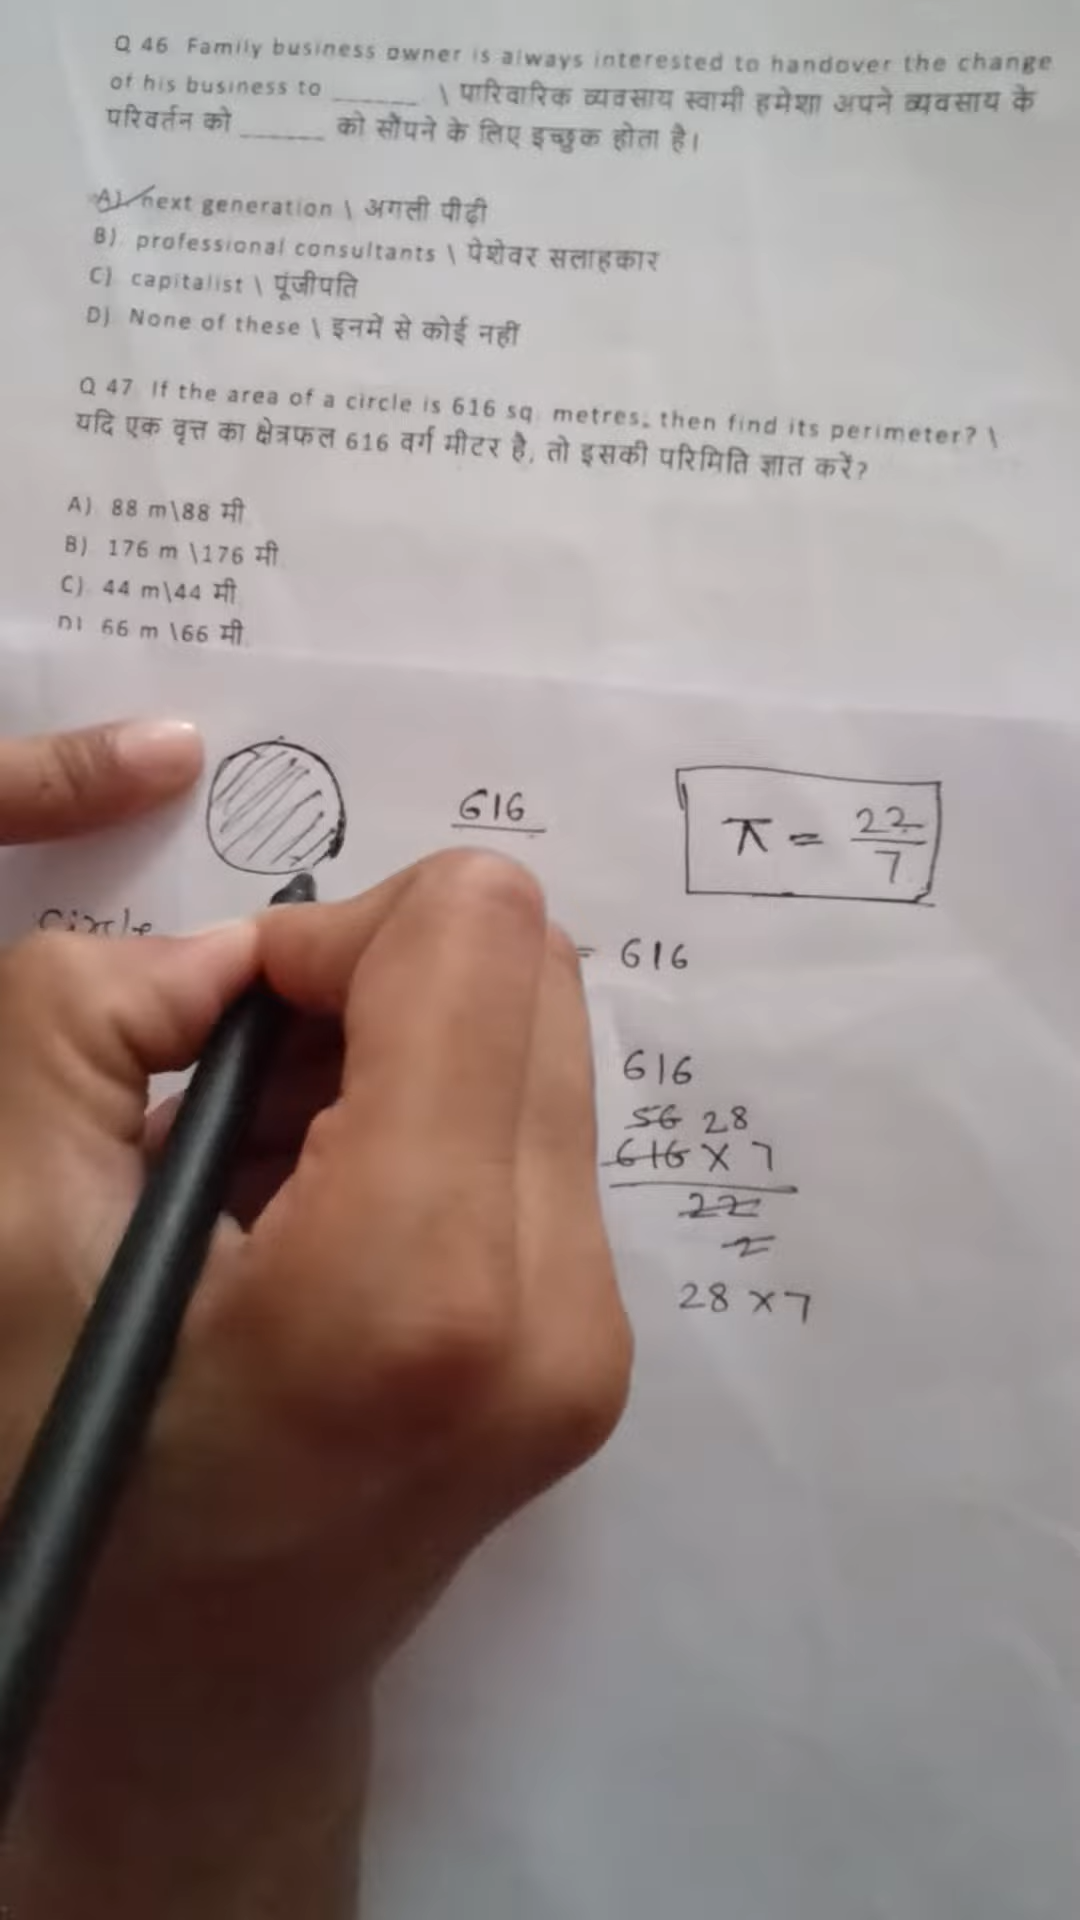 Q 46 Family business owner is always interested to handover the change
of his business to ______ \ पारिवारिक व्यवसाय स्वामी हमेशा अपने व्यवसाय के
परिवर्तन को ______ को सौंपने के लिए इच्छुक होता है।
A). next generation \ अगली पीढ़ी
B). professional consultants \ पेशेवर सलाहकार
C). capitalist \ पूंजीपति
D). None of these \ इनमें से कोई नहीं
Q 47. If the area of a circle is 616 sq. metres, then find its perimeter? \
यदि एक वृत्त का क्षेत्रफल 616 वर्ग मीटर है, तो इसकी परिमिति ज्ञात करें?
A). 88 m\88 मी.
B). 176 m \176 मी.
C). 44 m\44 मी.
D). 66 m \66 मी.
616
π = 22
7
Circle
= 616
616
56 28
616 × 7
22
2
28 × 7